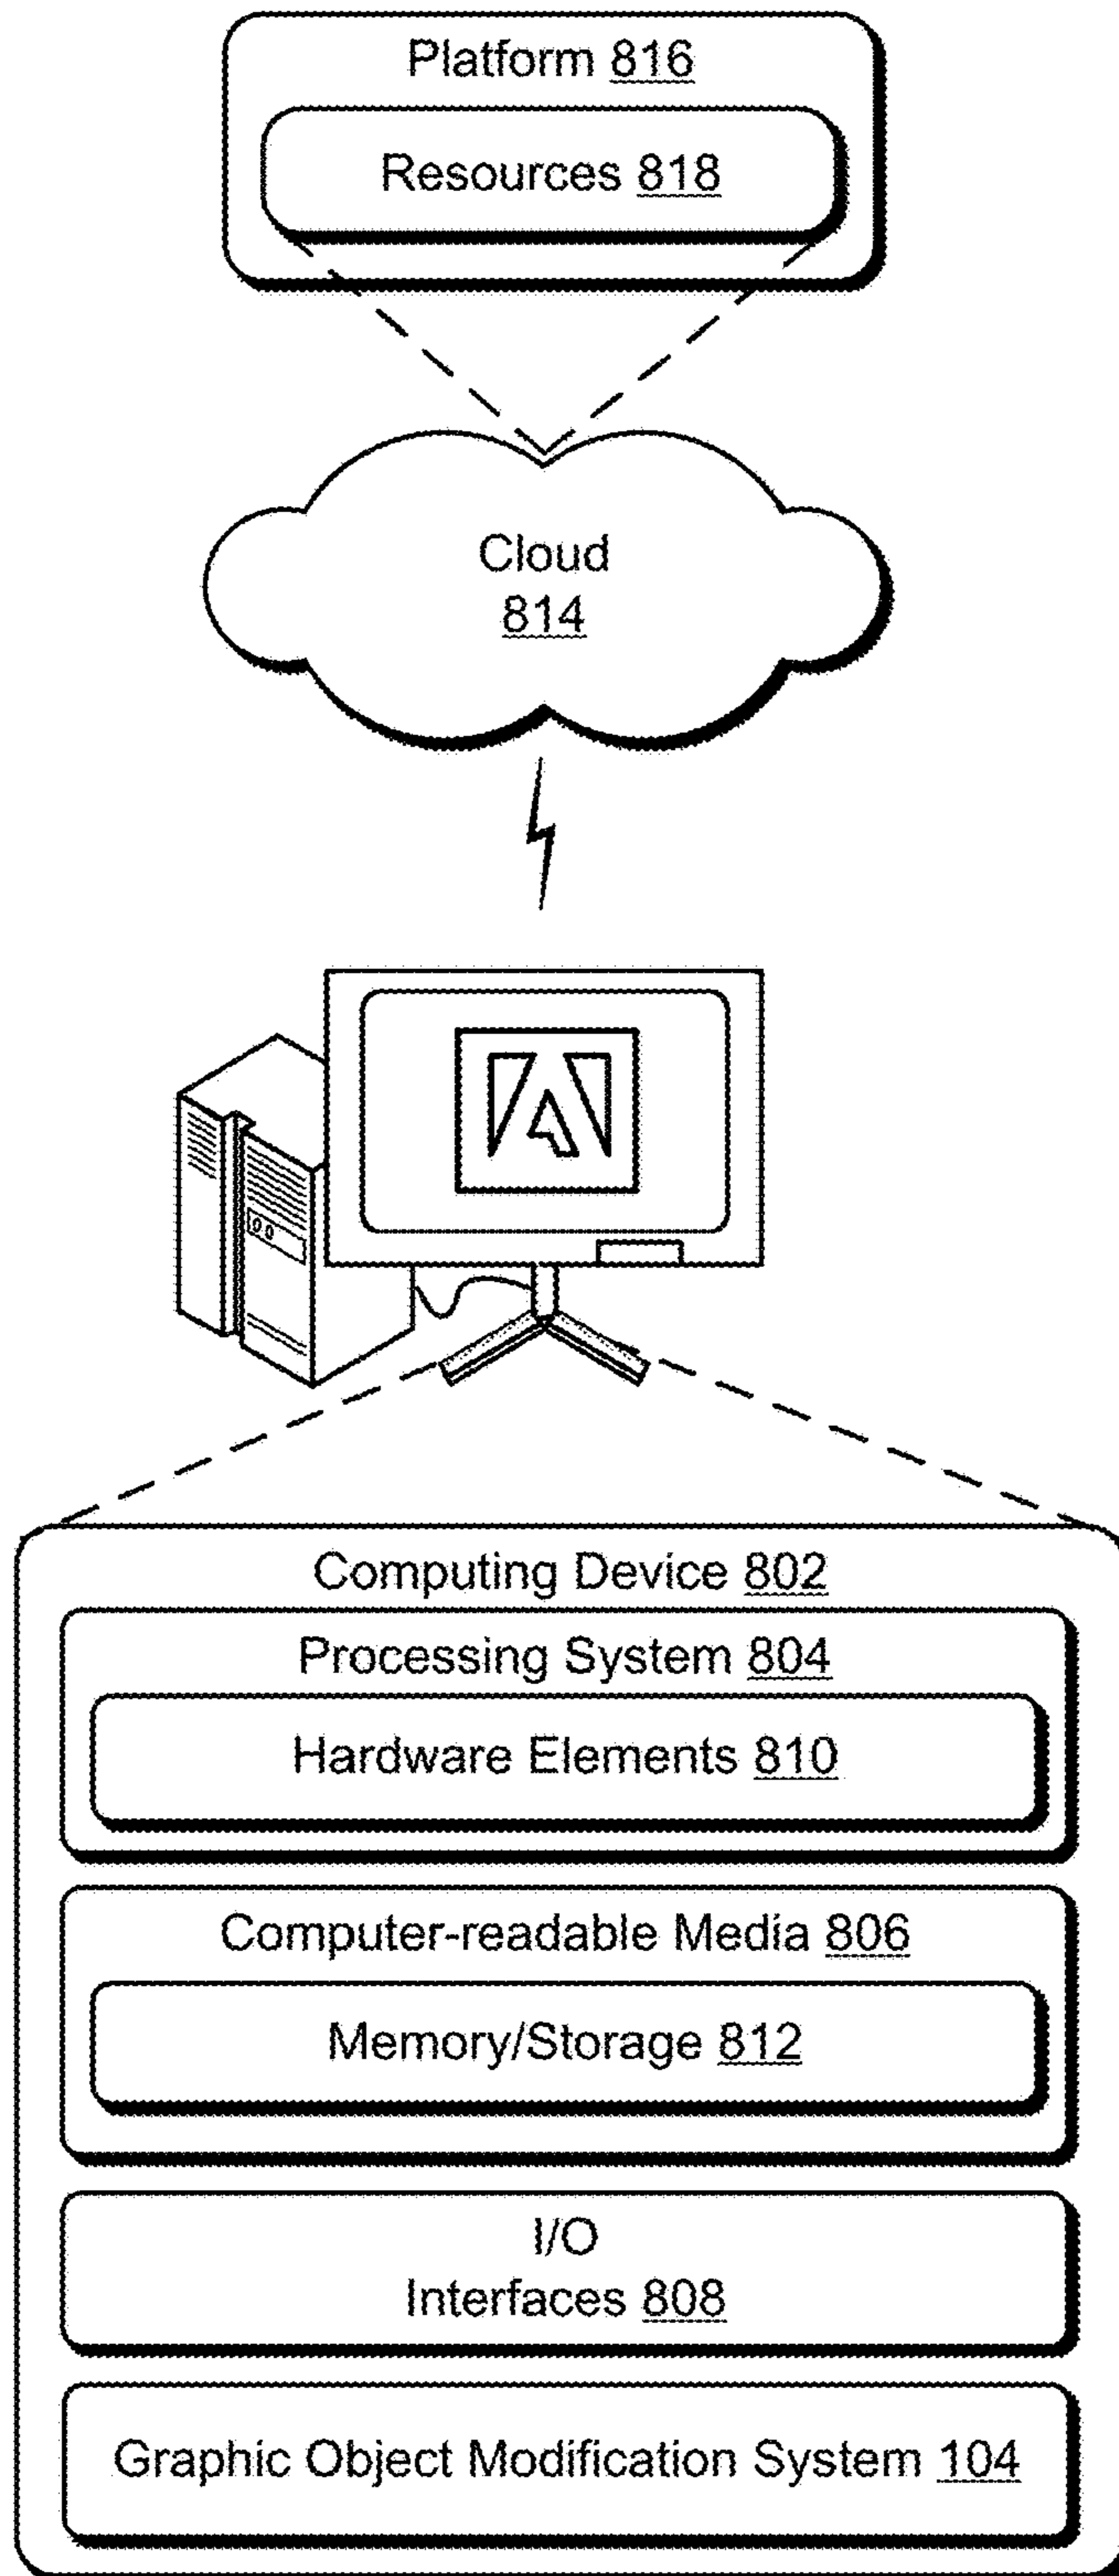 Platform 816
Resources 818
Cloud
814
Computing Device 802
Processing System 804
Hardware Elements 810
Computer-readable Media 806
Memory/Storage 812
I/O
Interfaces 808
Graphic Object Modification System 104